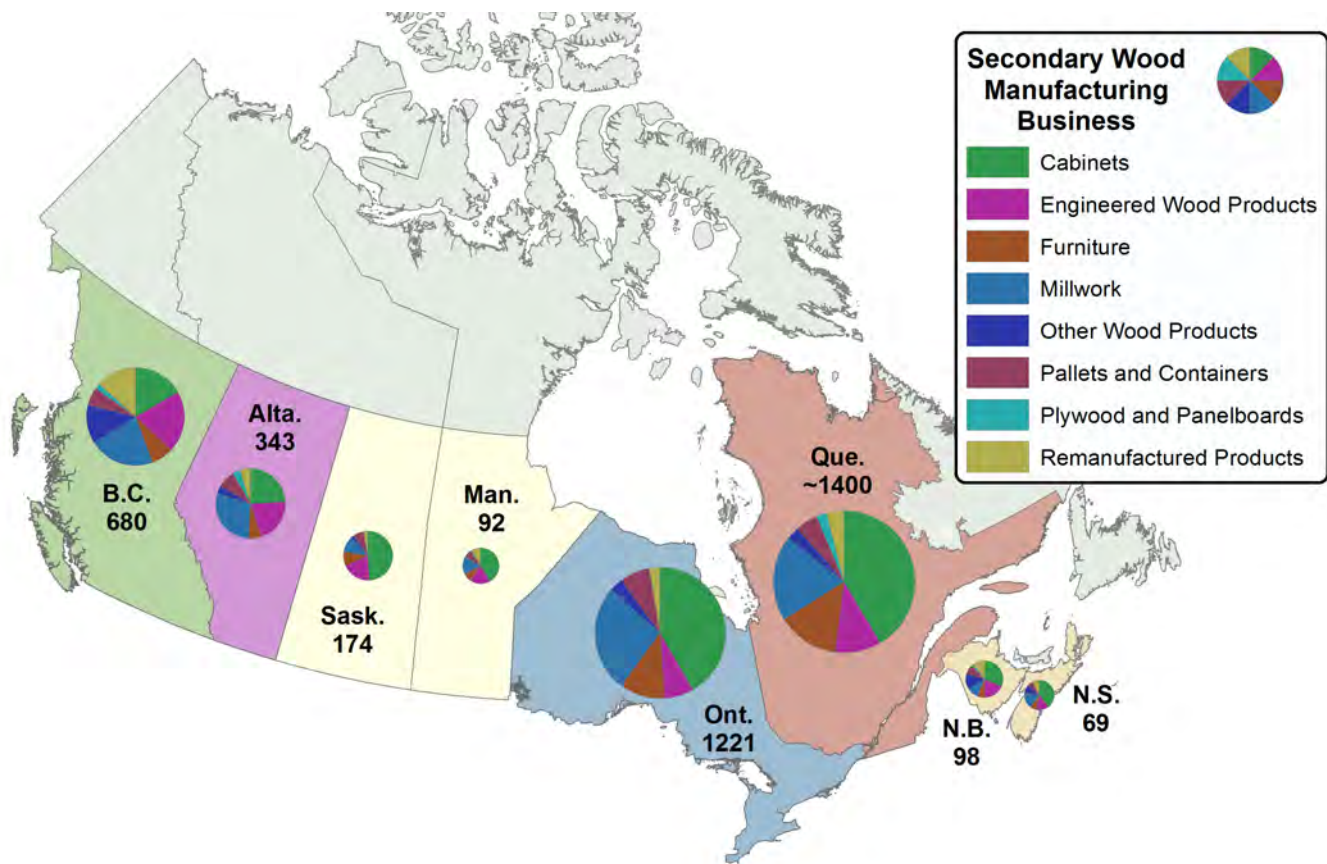 Secondary Wood
Manufacturing
Business
Cabinets
Engineered Wood Products
Furniture
Millwork
Other Wood Products
Pallets and Containers
Plywood and Panelboards
Remanufactured Products
B.C.
680
Alta.
343
Sask.
174
Man.
92
Ont.
1221
Que.
~1400
N.B.
98
N.S.
69